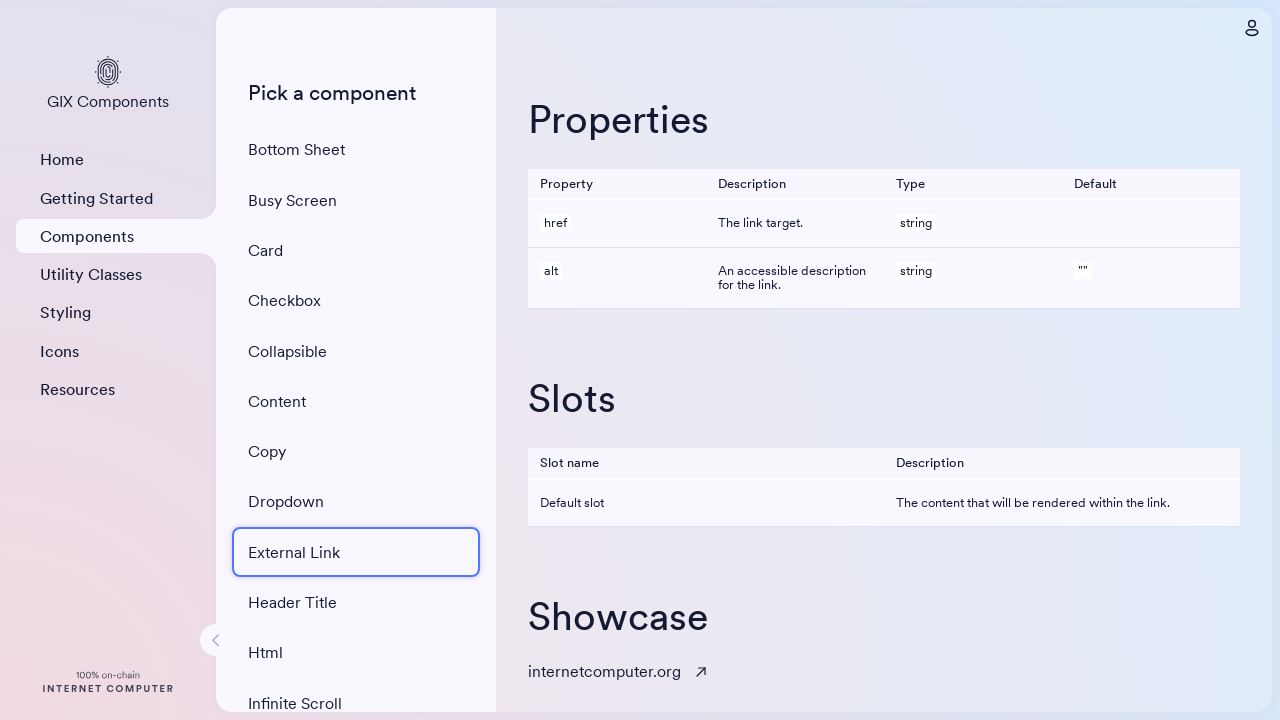 GIX Components
Home
Getting Started
Components
Utility Classes
Styling
Icons
Resources
100% on-chain
INTERNET COMPUTER
Pick a component
Bottom Sheet
Busy Screen
Card
Checkbox
Collapsible
Content
Copy
Dropdown
External Link
Header Title
Html
Infinite Scroll
Properties
Property Description Type Default
href The link target. string
alt An accessible description string ""
for the link.
Slots
Slot name Description
Default slot The content that will be rendered within the link.
Showcase
internetcomputer.org